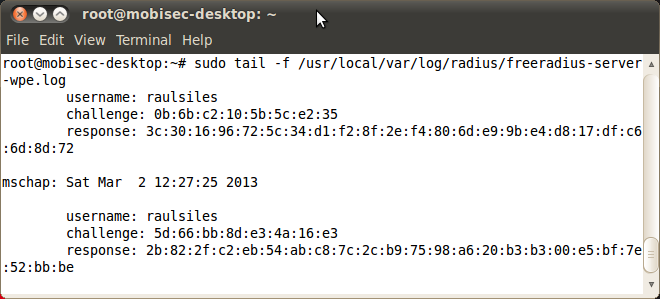 root@mobisec-desktop: ~
File Edit View Terminal Help
root@mobisec-desktop:~# sudo tail -f /usr/local/var/log/radius/freeradius-server
-wpe.log
username: raulsiles
challenge: 0b:6b:c2:10:5b:5c:e2:35
response: 3c:30:16:96:72:5c:34:d1:f2:8f:2e:f4:80:6d:e9:9b:e4:d8:17:df:c6
:6d:8d:72
mschap: Sat Mar  2 12:27:25 2013
username: raulsiles
challenge: 5d:66:bb:8d:e3:4a:16:e3
response: 2b:82:2f:c2:eb:54:ab:c8:7c:2c:b9:75:98:a6:20:b3:b3:00:e5:bf:7e
:52:bb:be